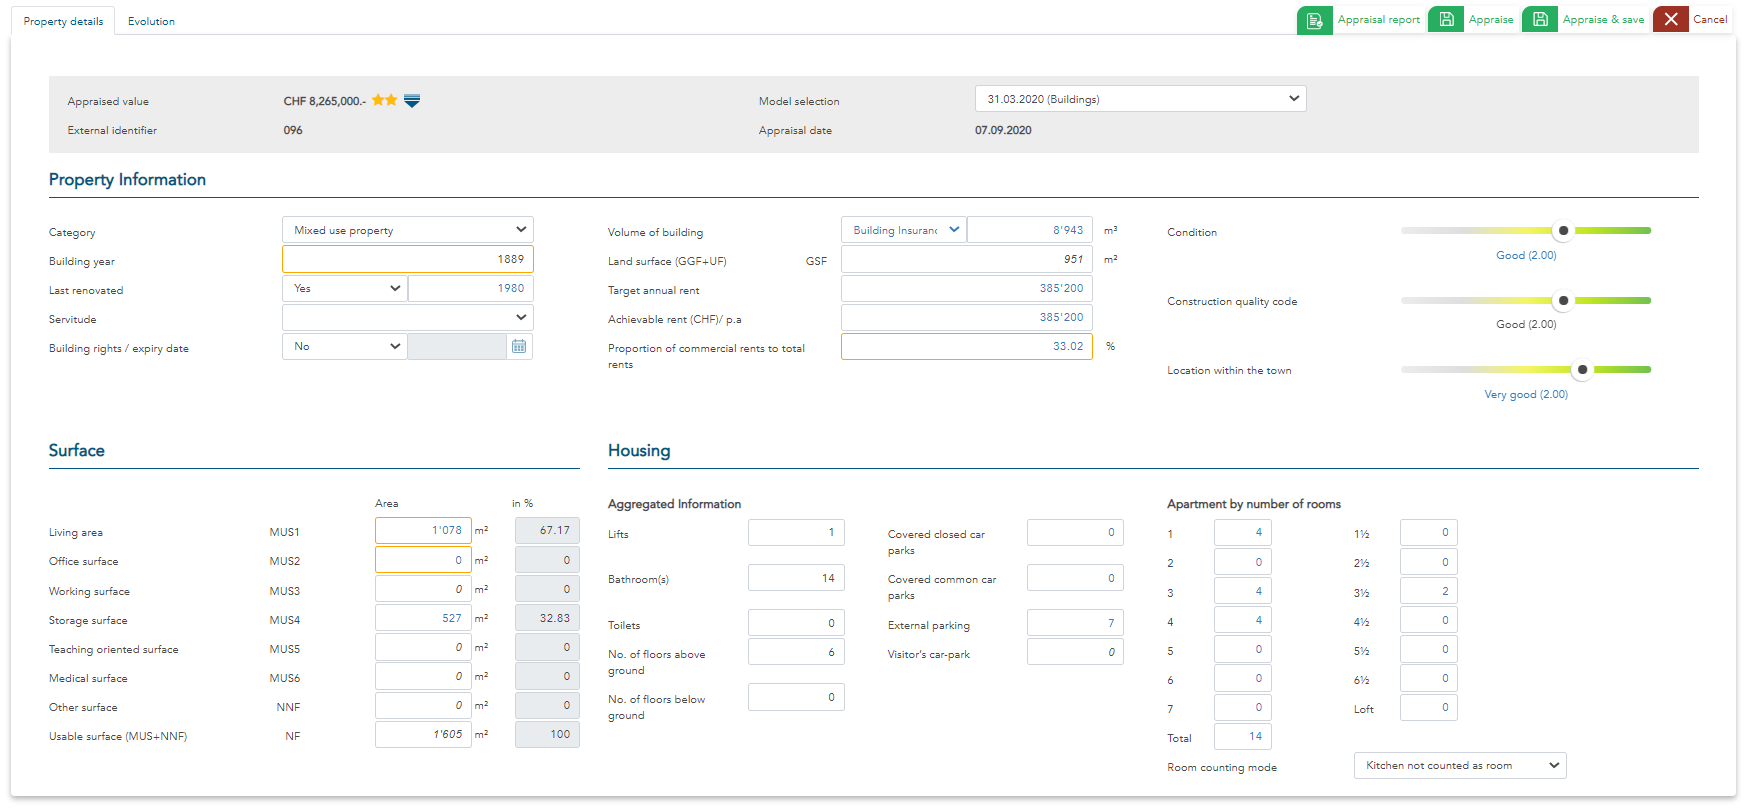 Property details Evolution Appraisal report Appraise Appraise & save Cancel
Appraised value CHF 8,265,000.- Model selection 31.03.2020 (Buildings)
External identifier 096 Appraisal date 07.09.2020
Property Information
Category Mixed use property
Building year 1889
Last renovated Yes 1980
Servitude
Building rights / expiry date No
Volume of building Building Insuranc 8'943 m³
Land surface (GGF+UF) GSF 951 m²
Target annual rent 385'200
Achievable rent (CHF)/ p.a 385'200
Proportion of commercial rents to total 33.02 %
rents
Condition
Good (2.00)
Construction quality code
Good (2.00)
Location within the town
Very good (2.00)
Surface
Area in %
Living area MUS1 1'078 m² 67.17
Office surface MUS2 0 m² 0
Working surface MUS3 0 m² 0
Storage surface MUS4 527 m² 32.83
Teaching oriented surface MUS5 0 m² 0
Medical surface MUS6 0 m² 0
Other surface NNF 0 m² 0
Usable surface (MUS+NNF) NF 1'605 m² 100
Housing
Aggregated Information
Lifts 1
Bathroom(s) 14
Toilets 0
No. of floors above 6
ground
No. of floors below 0
ground
Covered closed car 0
parks
Covered common car 0
parks
External parking 7
Visitor's car-park 0
Apartment by number of rooms
1 4 1½ 0
2 0 2½ 0
3 4 3½ 2
4 4 4½ 0
5 0 5½ 0
6 0 6½ 0
7 0 Loft 0
Total 14
Room counting mode Kitchen not counted as room